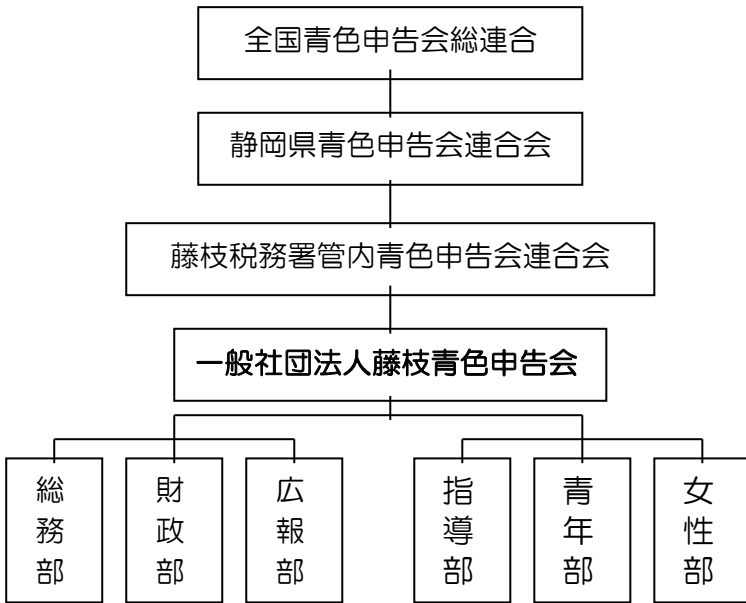 全国青色申告会総連合
静岡県青色申告会連合会
藤枝税務署管内青色申告会連合会
一般社団法人藤枝青色申告会
総務部
財政部
広報部
指導部
青年部
女性部